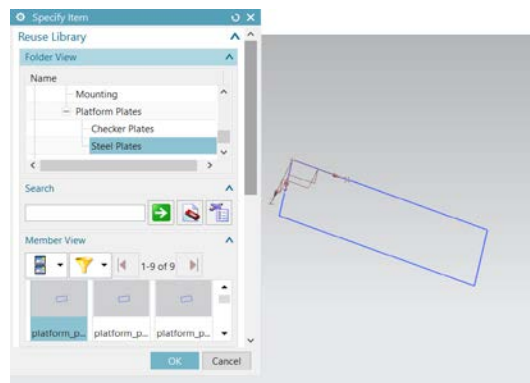 Specify Item
Reuse Library
Folder View
Name
Mounting
Platform Plates
Checker Plates
Steel Plates
Search
Member View
1-9 of 9
platform_p... platform_p... platform_p...
OK Cancel